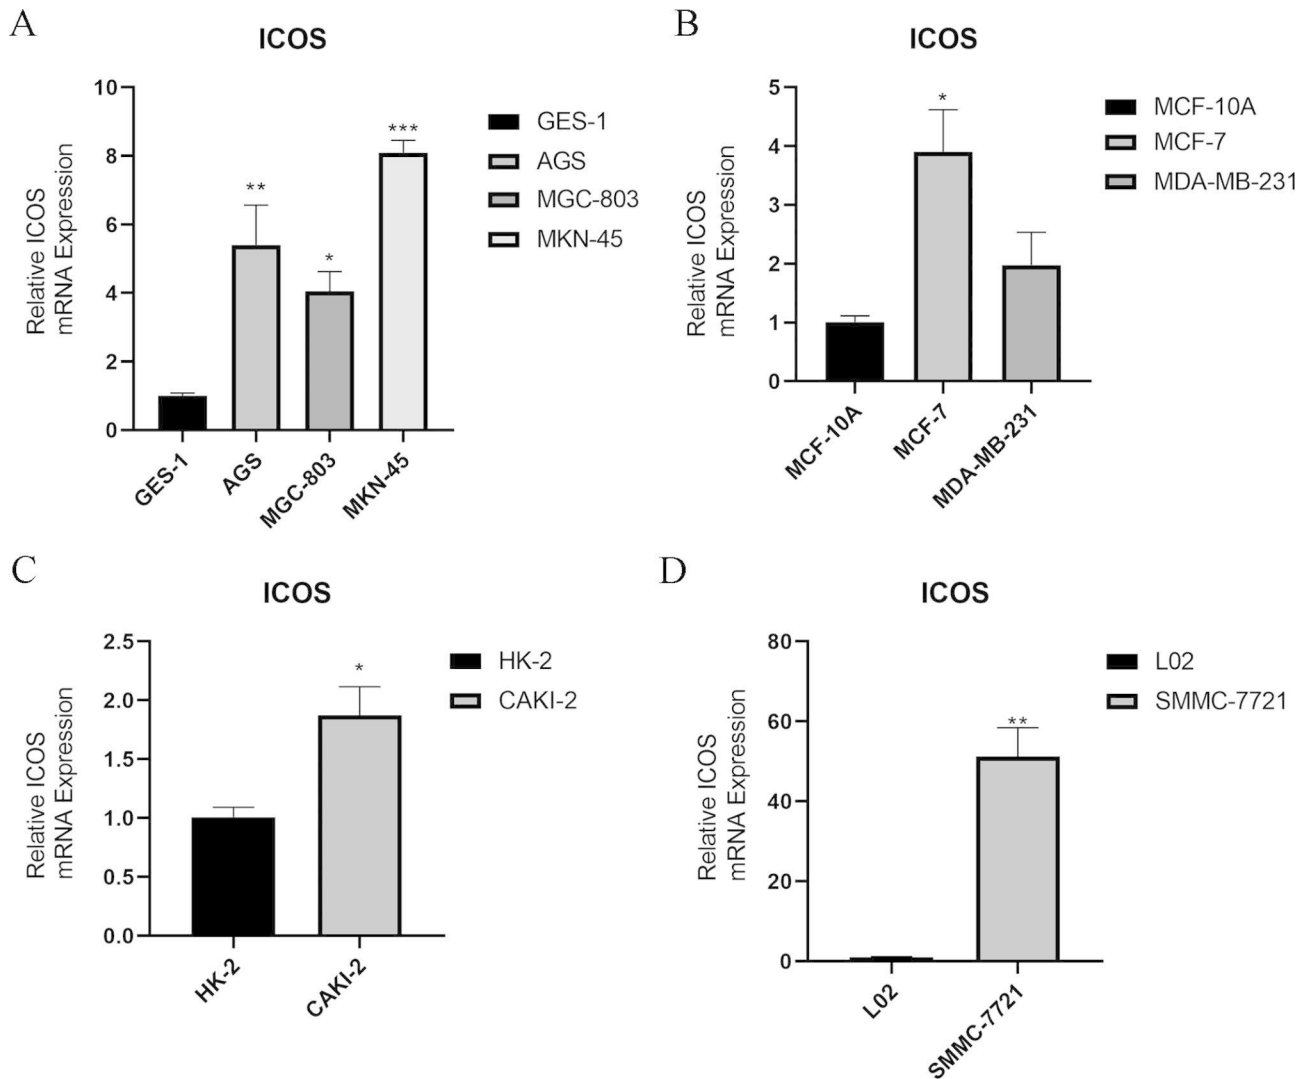 A
ICOS
Relative ICOS
mRNA Expression
10
8
6
4
2
0
**
*
***
GES-1
AGS
MGC-803
MKN-45
GES-1
AGS
MGC-803
MKN-45
B
ICOS
Relative ICOS
mRNA Expression
5
4
3
2
1
0
*
MCF-10A
MCF-7
MDA-MB-231
MCF-10A
MCF-7
MDA-MB-231
C
ICOS
Relative ICOS
mRNA Expression
2.5
2.0
1.5
1.0
0.5
0.0
*
HK-2
CAKI-2
HK-2
CAKI-2
D
ICOS
Relative ICOS
mRNA Expression
80
60
40
20
0
**
L02
SMMC-7721
L02
SMMC-7721